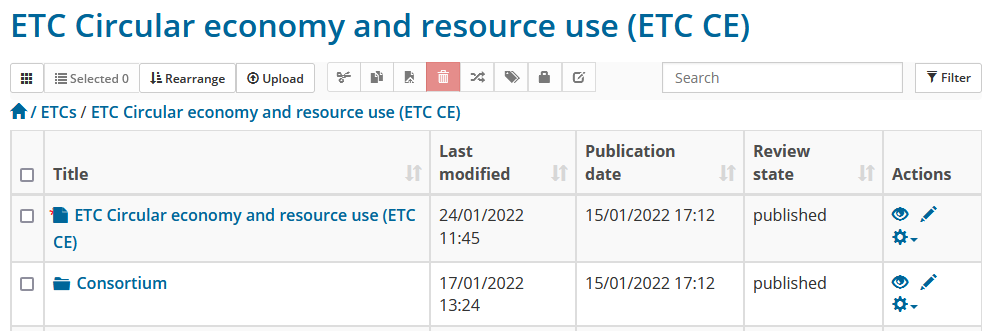 ETC Circular economy and resource use (ETC CE)
Selected 0 Rearrange Upload Search Filter
/ ETCs / ETC Circular economy and resource use (ETC CE)
Title Last modified Publication date Review state Actions
ETC Circular economy and resource use (ETC CE) 24/01/2022 11:45 15/01/2022 17:12 published
Consortium 17/01/2022 13:24 15/01/2022 17:12 published